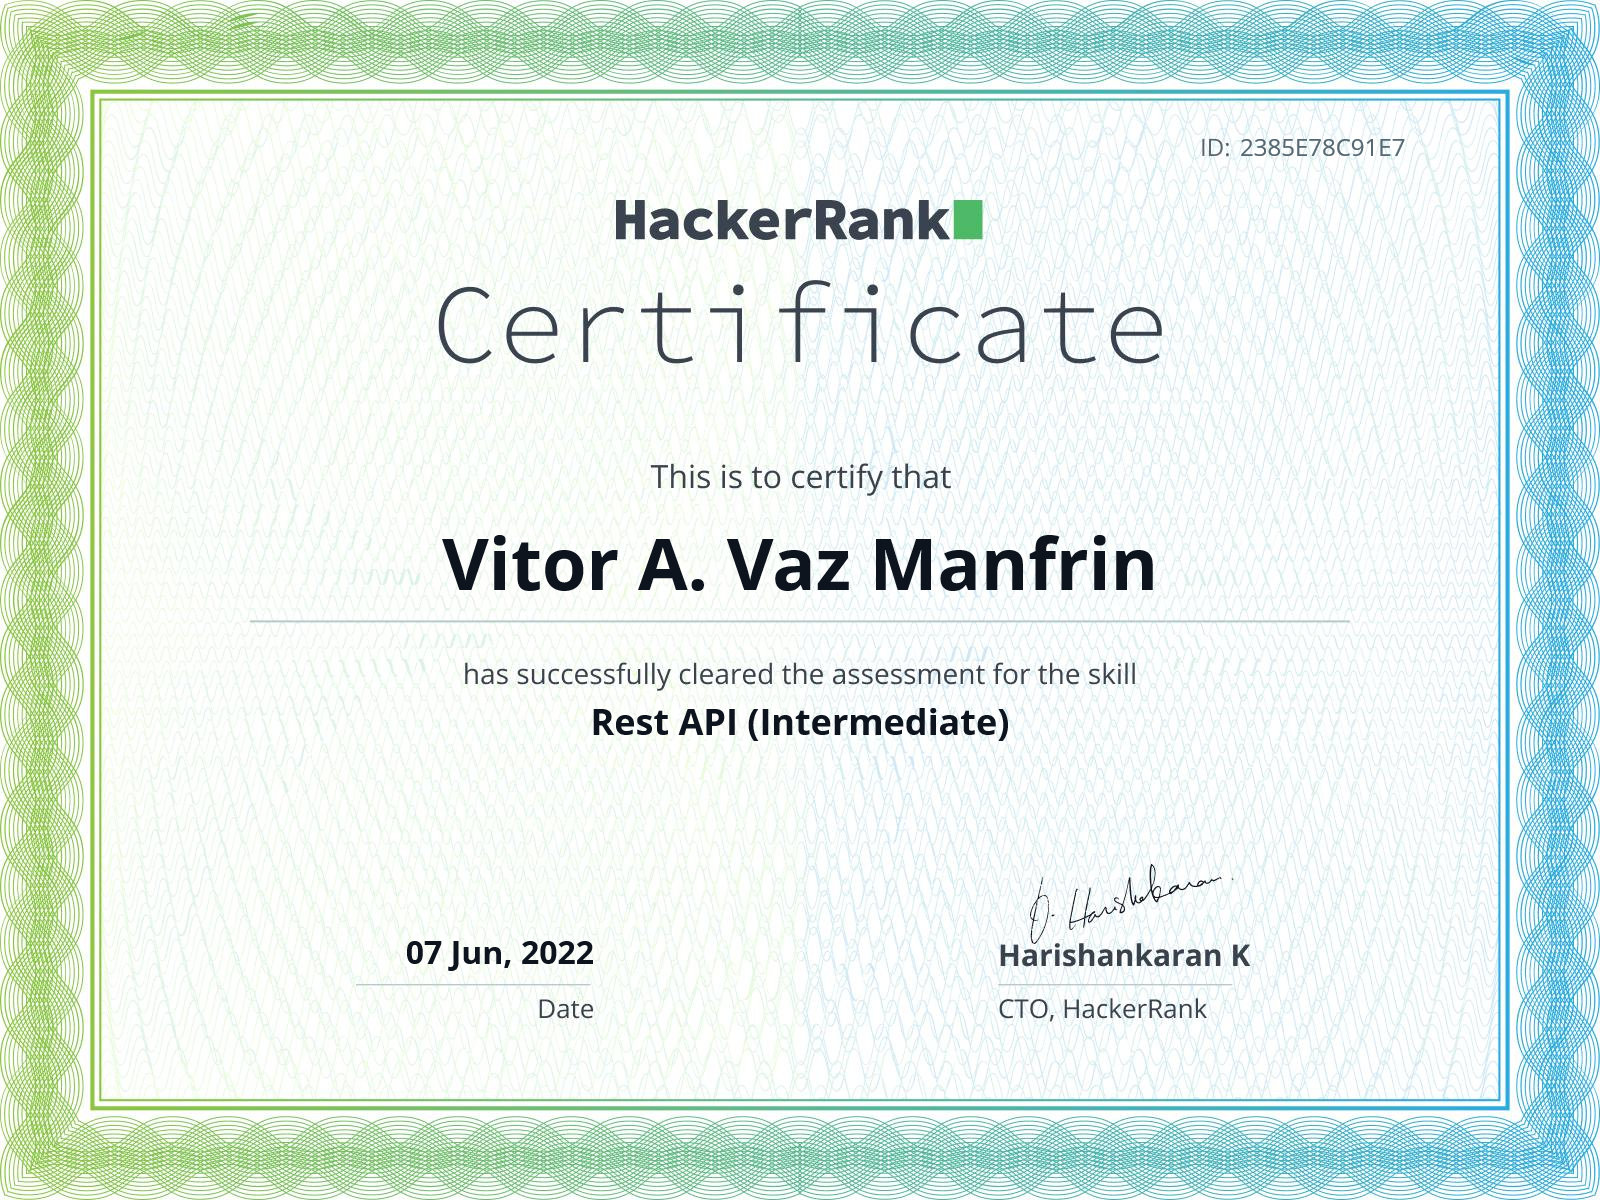 ID: 2385E78C91E7
HackerRank
Certificate
This is to certify that
Vitor A. Vaz Manfrin
has successfully cleared the assessment for the skill
Rest API (Intermediate)
07 Jun, 2022
Date
Harishankaran K
CTO, HackerRank